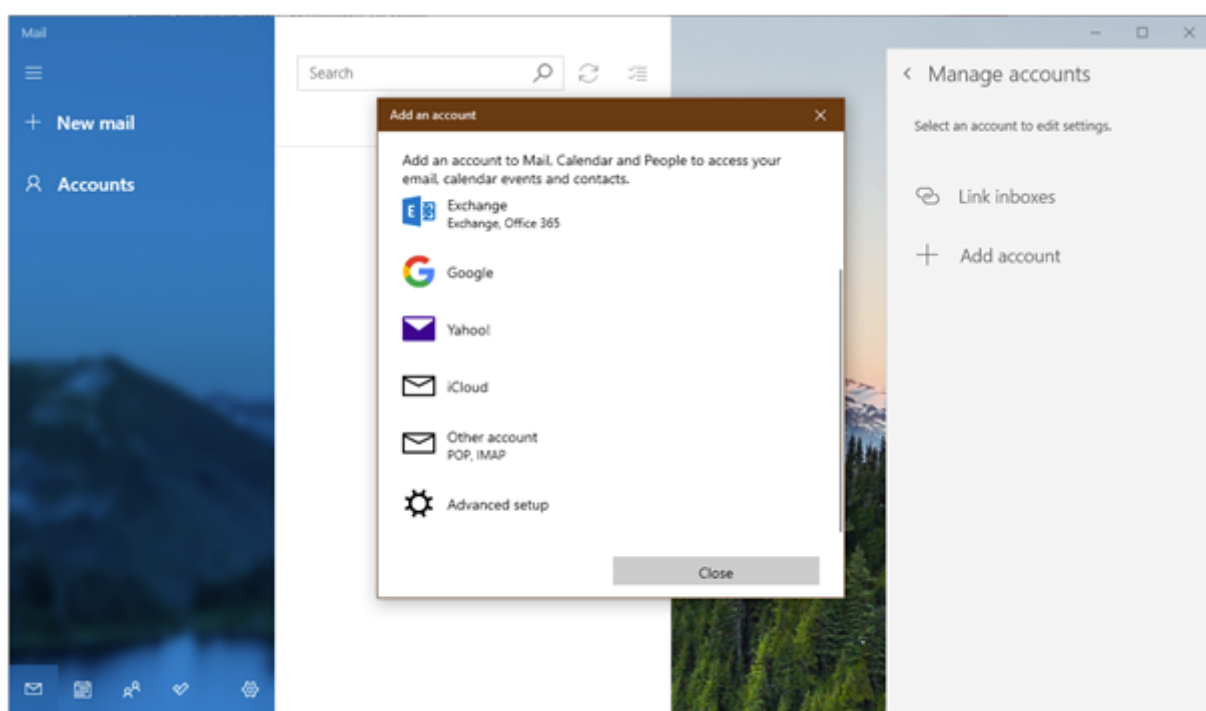 Mail
New mail
Accounts
Search
Add an account
Add an account to Mail, Calendar and People to access your
email, calendar events and contacts.
Exchange
Exchange, Office 365
Google
Yahoo!
iCloud
Other account
POP, IMAP
Advanced setup
Close
Manage accounts
Select an account to edit settings.
Link inboxes
Add account